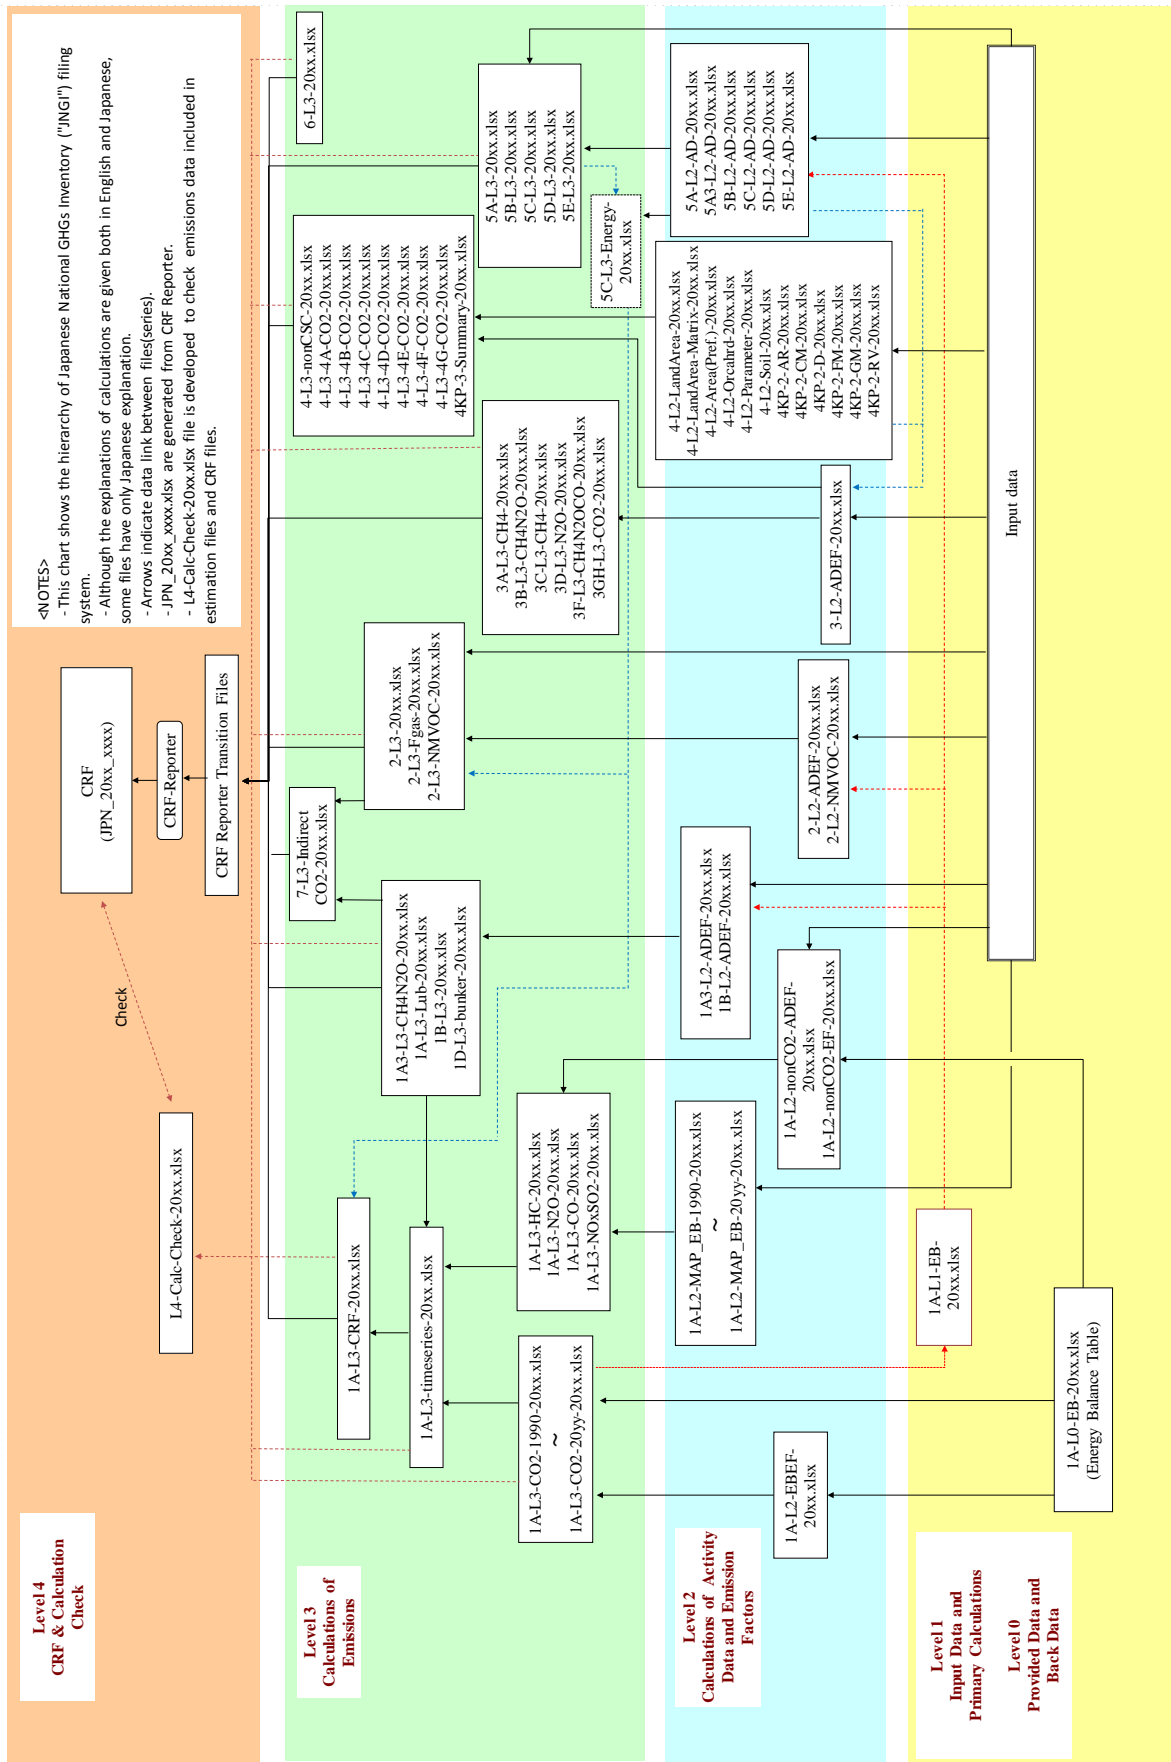 Level 4
CRF & Calculation
Check
L4-Calc-Check-20xx.xlsx
Check
CRF
(JPN_20xx_xxxx)
CRF-Reporter
CRF Reporter Transition Files
<NOTES>
- This chart shows the hierarchy of Japanese National GHGs Inventory ("JNGI") filing
system.
- Although the explanations of calculations are given both in English and Japanese,
some files have only Japanese explanation.
- Arrows indicate data link between files(series).
- JPN_20xx_xxxx.xlsx are generated from CRF Reporter.
- L4-Calc-Check-20xx.xlsx file is developed to check emissions data included in
estimation files and CRF files.
Level 3
Calculations of
Emissions
1A-L3-CRF-20xx.xlsx
1A-L3-timeseries-20xx.xlsx
1A-L3-CO2-1990-20xx.xlsx
~
1A-L3-CO2-20yy-20xx.xlsx
1A-L3-HC-20xx.xlsx
1A-L3-N2O-20xx.xlsx
1A-L3-CO-20xx.xlsx
1A-L3-NOxSO2-20xx.xlsx
1A3-L3-CH4N2O-20xx.xlsx
1A-L3-Lub-20xx.xlsx
1B-L3-20xx.xlsx
1D-L3-bunker-20xx.xlsx
7-L3-Indirect
CO2-20xx.xlsx
2-L3-20xx.xlsx
2-L3-Fgas-20xx.xlsx
2-L3-NMVOC-20xx.xlsx
3A-L3-CH4-20xx.xlsx
3B-L3-CH4N2O-20xx.xlsx
3C-L3-CH4-20xx.xlsx
3D-L3-N2O-20xx.xlsx
3F-L3-CH4N2OCO-20xx.xlsx
3GH-L3-CO2-20xx.xlsx
4-L3-nonCSC-20xx.xlsx
4-L3-4A-CO2-20xx.xlsx
4-L3-4B-CO2-20xx.xlsx
4-L3-4C-CO2-20xx.xlsx
4-L3-4D-CO2-20xx.xlsx
4-L3-4E-CO2-20xx.xlsx
4-L3-4F-CO2-20xx.xlsx
4-L3-4G-CO2-20xx.xlsx
4KP-3-Summary-20xx.xlsx
5A-L3-20xx.xlsx
5B-L3-20xx.xlsx
5C-L3-20xx.xlsx
5D-L3-20xx.xlsx
5E-L3-20xx.xlsx
5C-L3-Energy-
20xx.xlsx
6-L3-20xx.xlsx
Level 2
Calculations of Activity
Data and Emission
Factors
1A-L2-EBEF-
20xx.xlsx
1A-L2-MAP_EB-1990-20xx.xlsx
~
1A-L2-MAP_EB-20yy-20xx.xlsx
1A-L2-nonCO2-ADEF-
20xx.xlsx
1A-L2-nonCO2-EF-20xx.xlsx
1A3-L2-ADEF-20xx.xlsx
1B-L2-ADEF-20xx.xlsx
2-L2-ADEF-20xx.xlsx
2-L2-NMVOC-20xx.xlsx
3-L2-ADEF-20xx.xlsx
4-L2-LandArea-20xx.xlsx
4-L2-LandArea-Matrix-20xx.xlsx
4-L2-Area(Pref.)-20xx.xlsx
4-L2-Orcahrd-20xx.xlsx
4-L2-Parameter-20xx.xlsx
4-L2-Soil-20xx.xlsx
4KP-2-AR-20xx.xlsx
4KP-2-CM-20xx.xlsx
4KP-2-D-20xx.xlsx
4KP-2-FM-20xx.xlsx
4KP-2-GM-20xx.xlsx
4KP-2-RV-20xx.xlsx
5A-L2-AD-20xx.xlsx
5A3-L2-AD-20xx.xlsx
5B-L2-AD-20xx.xlsx
5C-L2-AD-20xx.xlsx
5D-L2-AD-20xx.xlsx
5E-L2-AD-20xx.xlsx
Level 1
Input Data and
Primary Calculations
Level 0
Provided Data and
Back Data
1A-L1-EB-
20xx.xlsx
1A-L0-EB-20xx.xlsx
(Energy Balance Table)
Input data